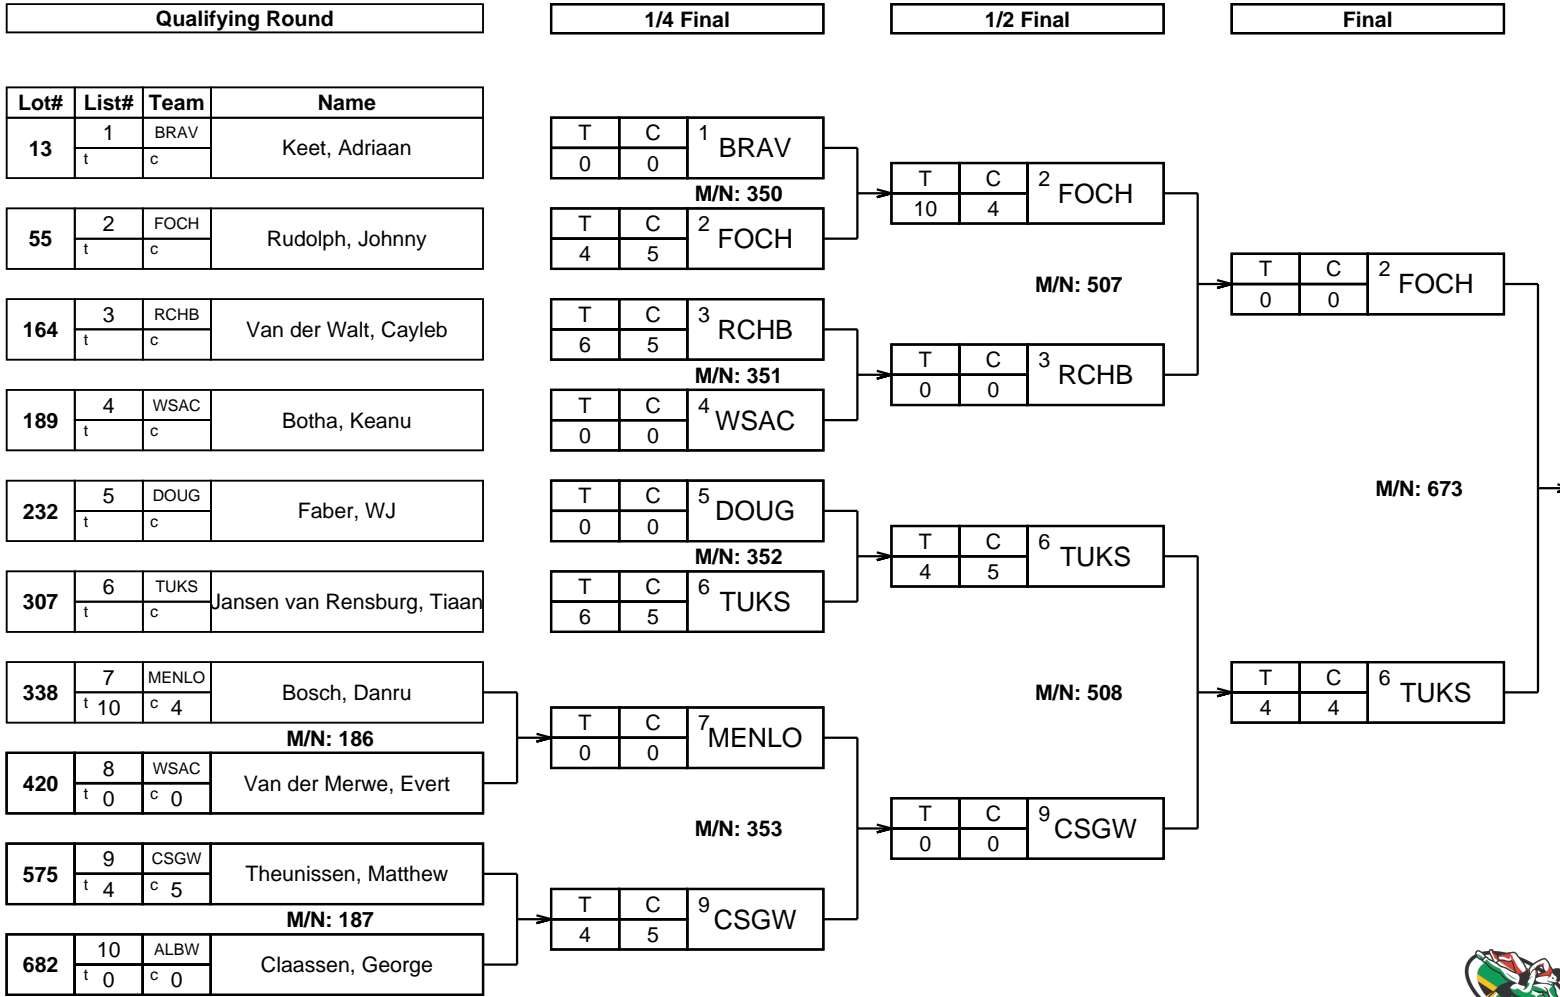 Qualifying Round
1/4 Final
1/2 Final
Final
Lot# List# Team Name
13 1 BRAV Keet, Adriaan
t c
55 2 FOCH Rudolph, Johnny
t c
164 3 RCHB Van der Walt, Cayleb
t c
189 4 WSAC Botha, Keanu
t c
232 5 DOUG Faber, WJ
t c
307 6 TUKS Jansen van Rensburg, Tiaan
t c
338 7 MENLO Bosch, Danru
t 10 c 4
M/N: 186
420 8 WSAC Van der Merwe, Evert
t 0 c 0
575 9 CSGW Theunissen, Matthew
t 4 c 5
M/N: 187
682 10 ALBW Claassen, George
t 0 c 0
T C 1 BRAV
0 0
M/N: 350
T C 2 FOCH
4 5
T C 3 RCHB
6 5
M/N: 351
T C 4 WSAC
0 0
T C 5 DOUG
0 0
M/N: 352
T C 6 TUKS
6 5
T C 7 MENLO
0 0
M/N: 353
T C 9 CSGW
4 5
T C 2 FOCH
10 4
M/N: 507
T C 3 RCHB
0 0
T C 6 TUKS
4 5
M/N: 508
T C 9 CSGW
0 0
T C 2 FOCH
0 0
M/N: 673
T C 6 TUKS
4 4